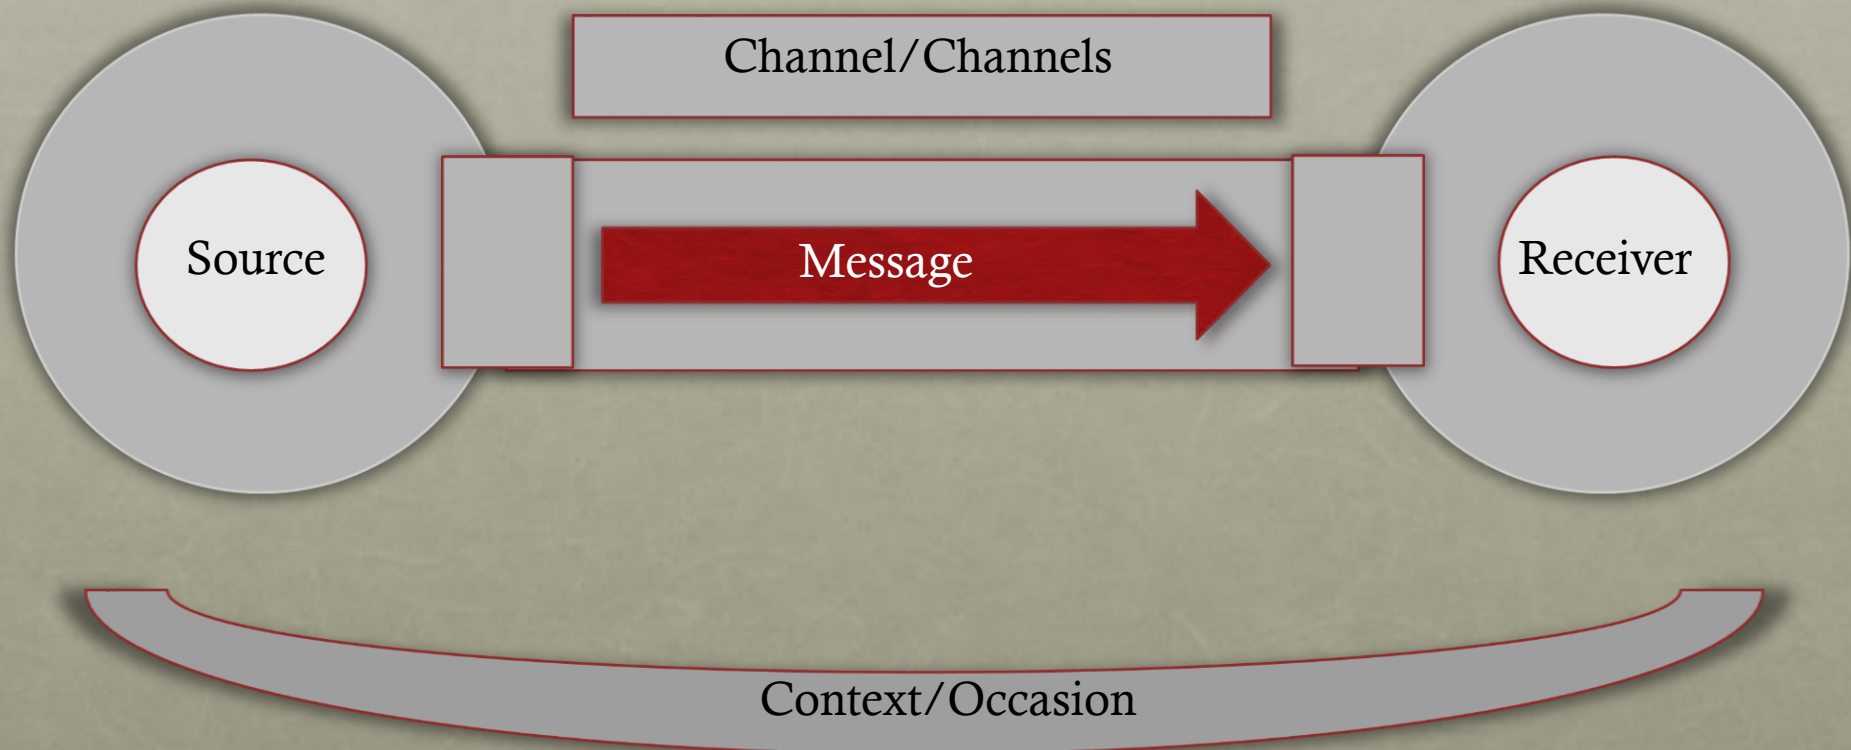 Channel/Channels
Source
Message
Receiver
Context/Occasion